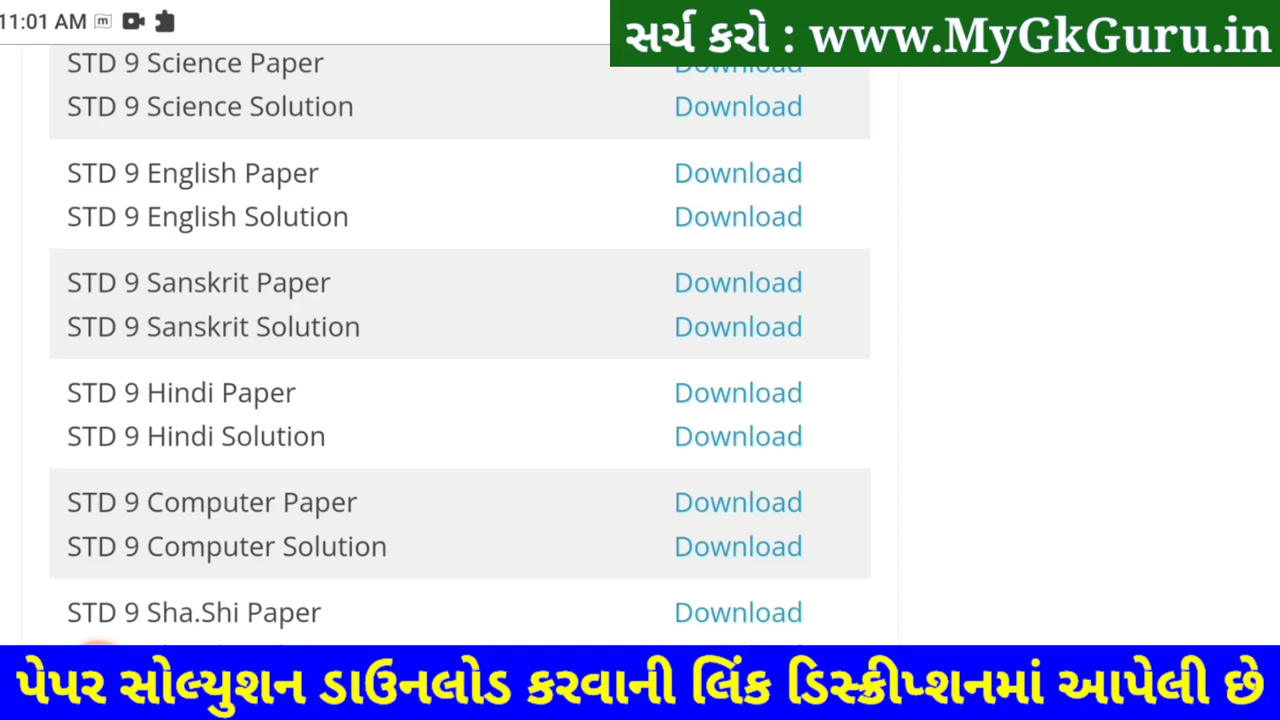 11:01 AM
સર્ચ કરો : www.MyGkGuru.in
STD 9 Science Paper Download
STD 9 Science Solution Download
STD 9 English Paper Download
STD 9 English Solution Download
STD 9 Sanskrit Paper Download
STD 9 Sanskrit Solution Download
STD 9 Hindi Paper Download
STD 9 Hindi Solution Download
STD 9 Computer Paper Download
STD 9 Computer Solution Download
STD 9 Sha.Shi Paper Download
પેપર સોલ્યુશન ડાઉનલોડ કરવાની લિંક ડિસ્ક્રીપ્શનમાં આપેલી છે